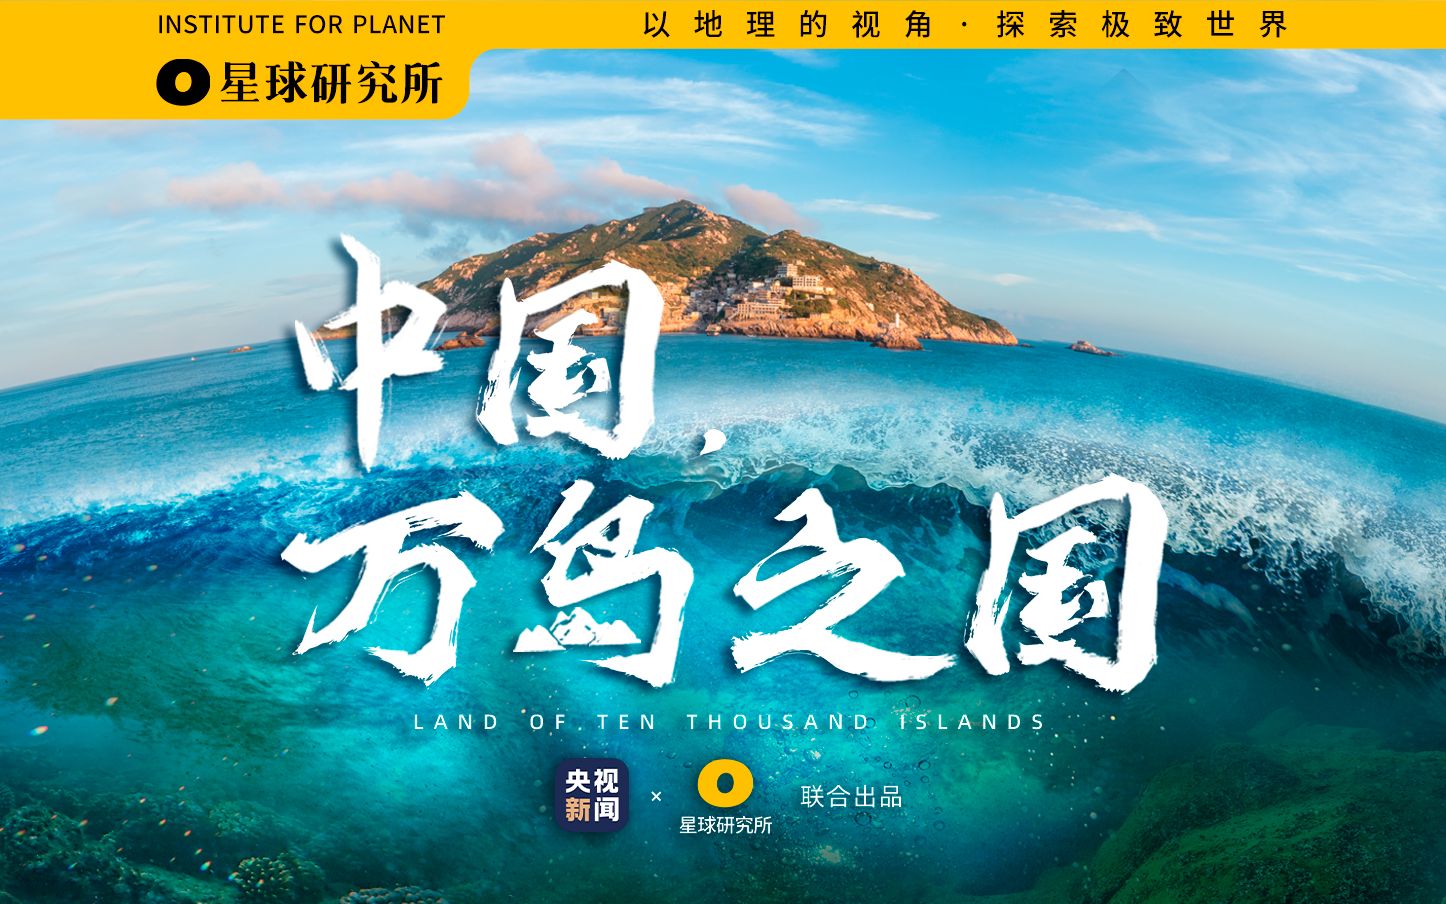 INSTITUTE FOR PLANET
以地理的视角·探索极致世界
星球研究所
中国，
万岛之国
LAND OF TEN THOUSAND ISLANDS
央视
新闻
×
星球研究所
联合出品